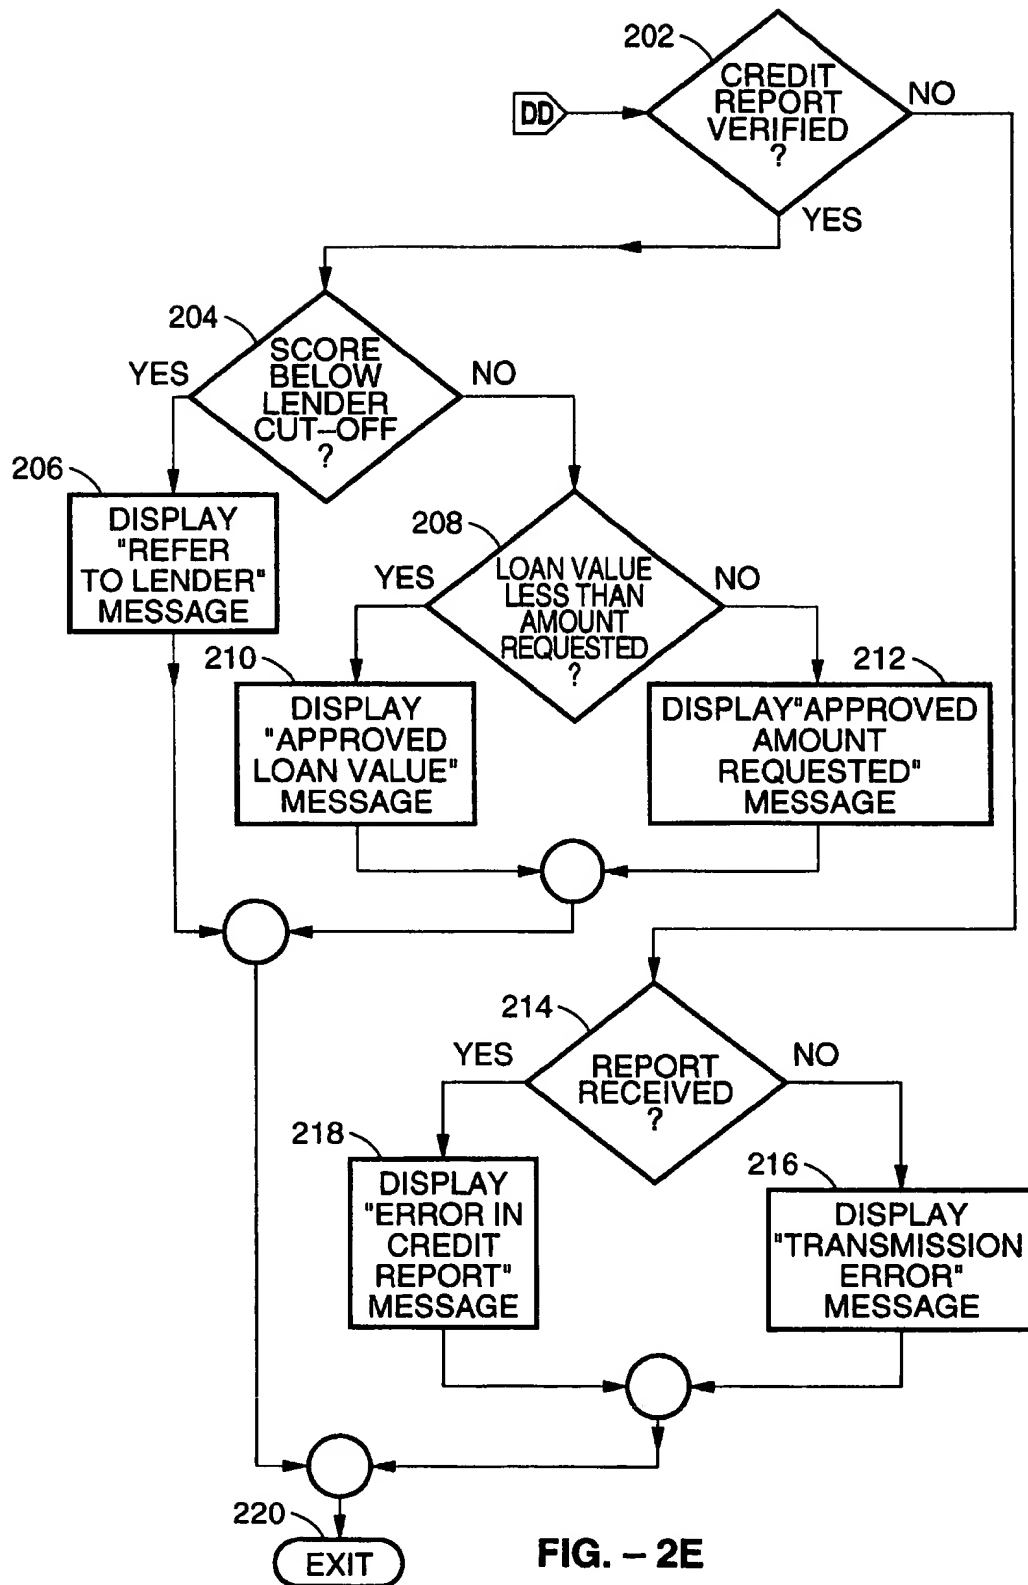 202
CREDIT
REPORT
VERIFIED
?
NO
DD
YES
204
SCORE
BELOW
LENDER
CUT-OFF
?
YES
NO
206
DISPLAY
"REFER
TO LENDER"
MESSAGE
208
LOAN VALUE
LESS THAN
AMOUNT
REQUESTED
?
YES
NO
210
DISPLAY
"APPROVED
LOAN VALUE"
MESSAGE
212
DISPLAY"APPROVED
AMOUNT
REQUESTED"
MESSAGE
214
REPORT
RECEIVED
?
YES
NO
218
DISPLAY
"ERROR IN
CREDIT
REPORT"
MESSAGE
216
DISPLAY
"TRANSMISSION
ERROR"
MESSAGE
220
EXIT
FIG. – 2E